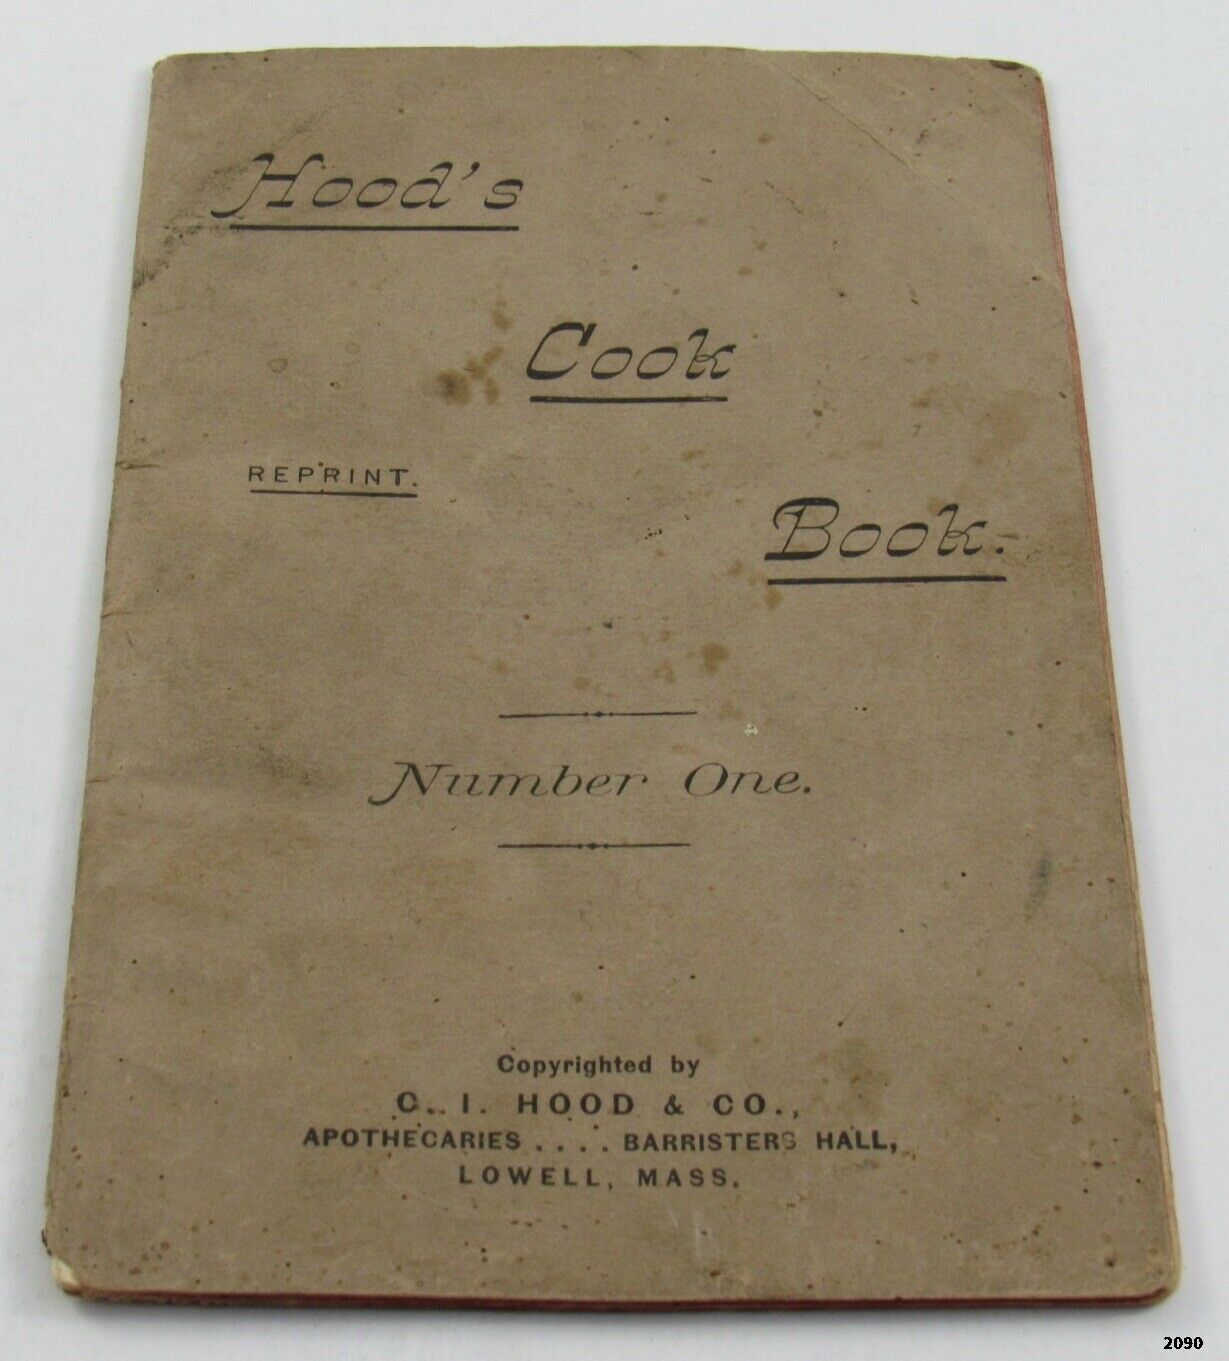 Hood's
Cook
REPRINT.
Book.
Number One.
Copyrighted by
C. I. HOOD & CO.,
APOTHECARIES . . . . BARRISTERS HALL,
LOWELL, MASS.
2090